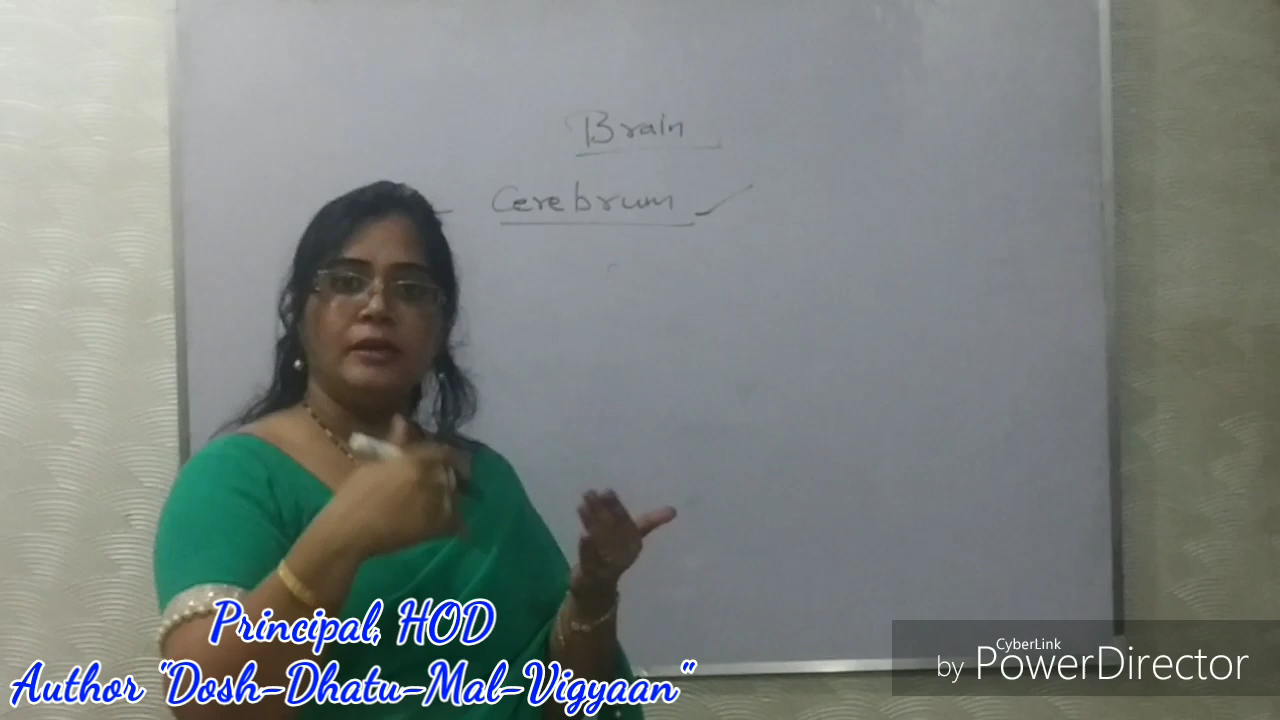 Brain
Cerebrum
Principal, HOD
Author "Dosh-Dhatu-Mal-Vigyaan"
CyberLink
by PowerDirector